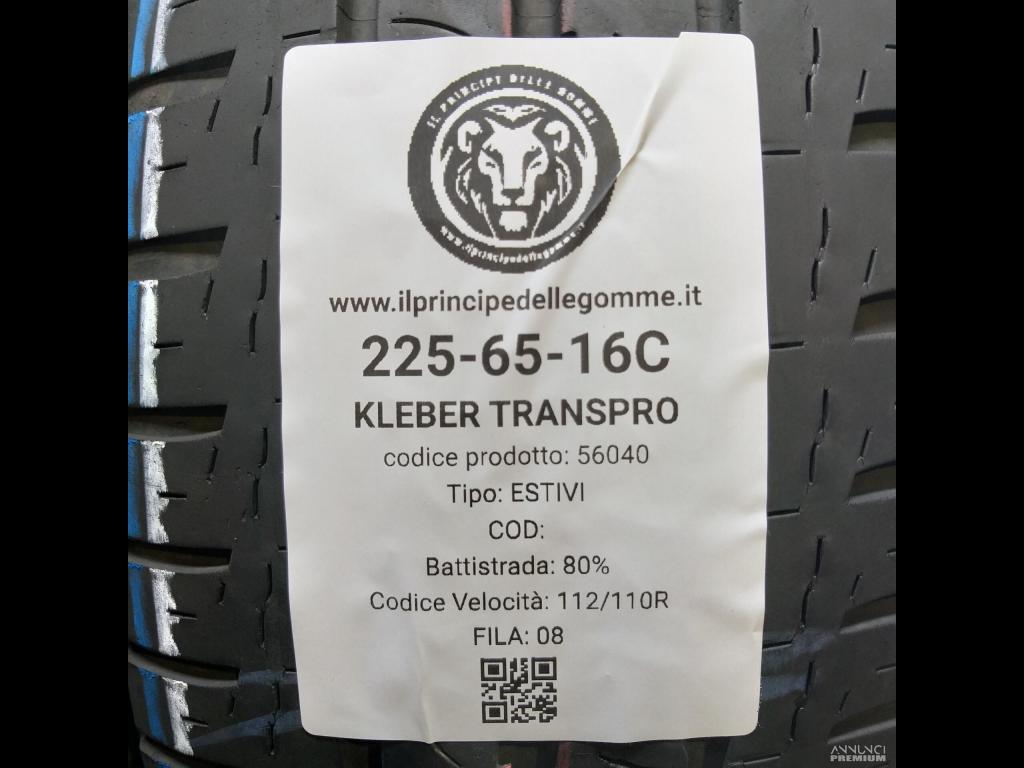 IL PRINCIPE DELLE GOMME
www.ilprincipedellegomme.it
www.ilprincipedellegomme.it
225-65-16C
KLEBER TRANSPRO
codice prodotto: 56040
Tipo: ESTIVI
COD:
Battistrada: 80%
Codice Velocità: 112/110R
FILA: 08
ANNUNCI
PREMIUM